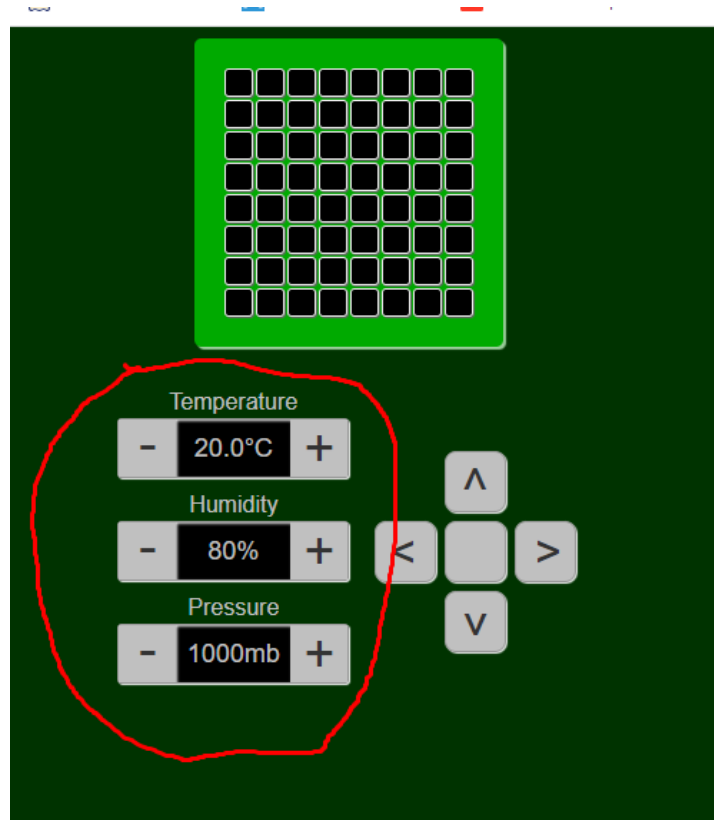 Temperature
- 20.0°C +
Humidity
- 80% +
Pressure
- 1000mb +
^
< >
v